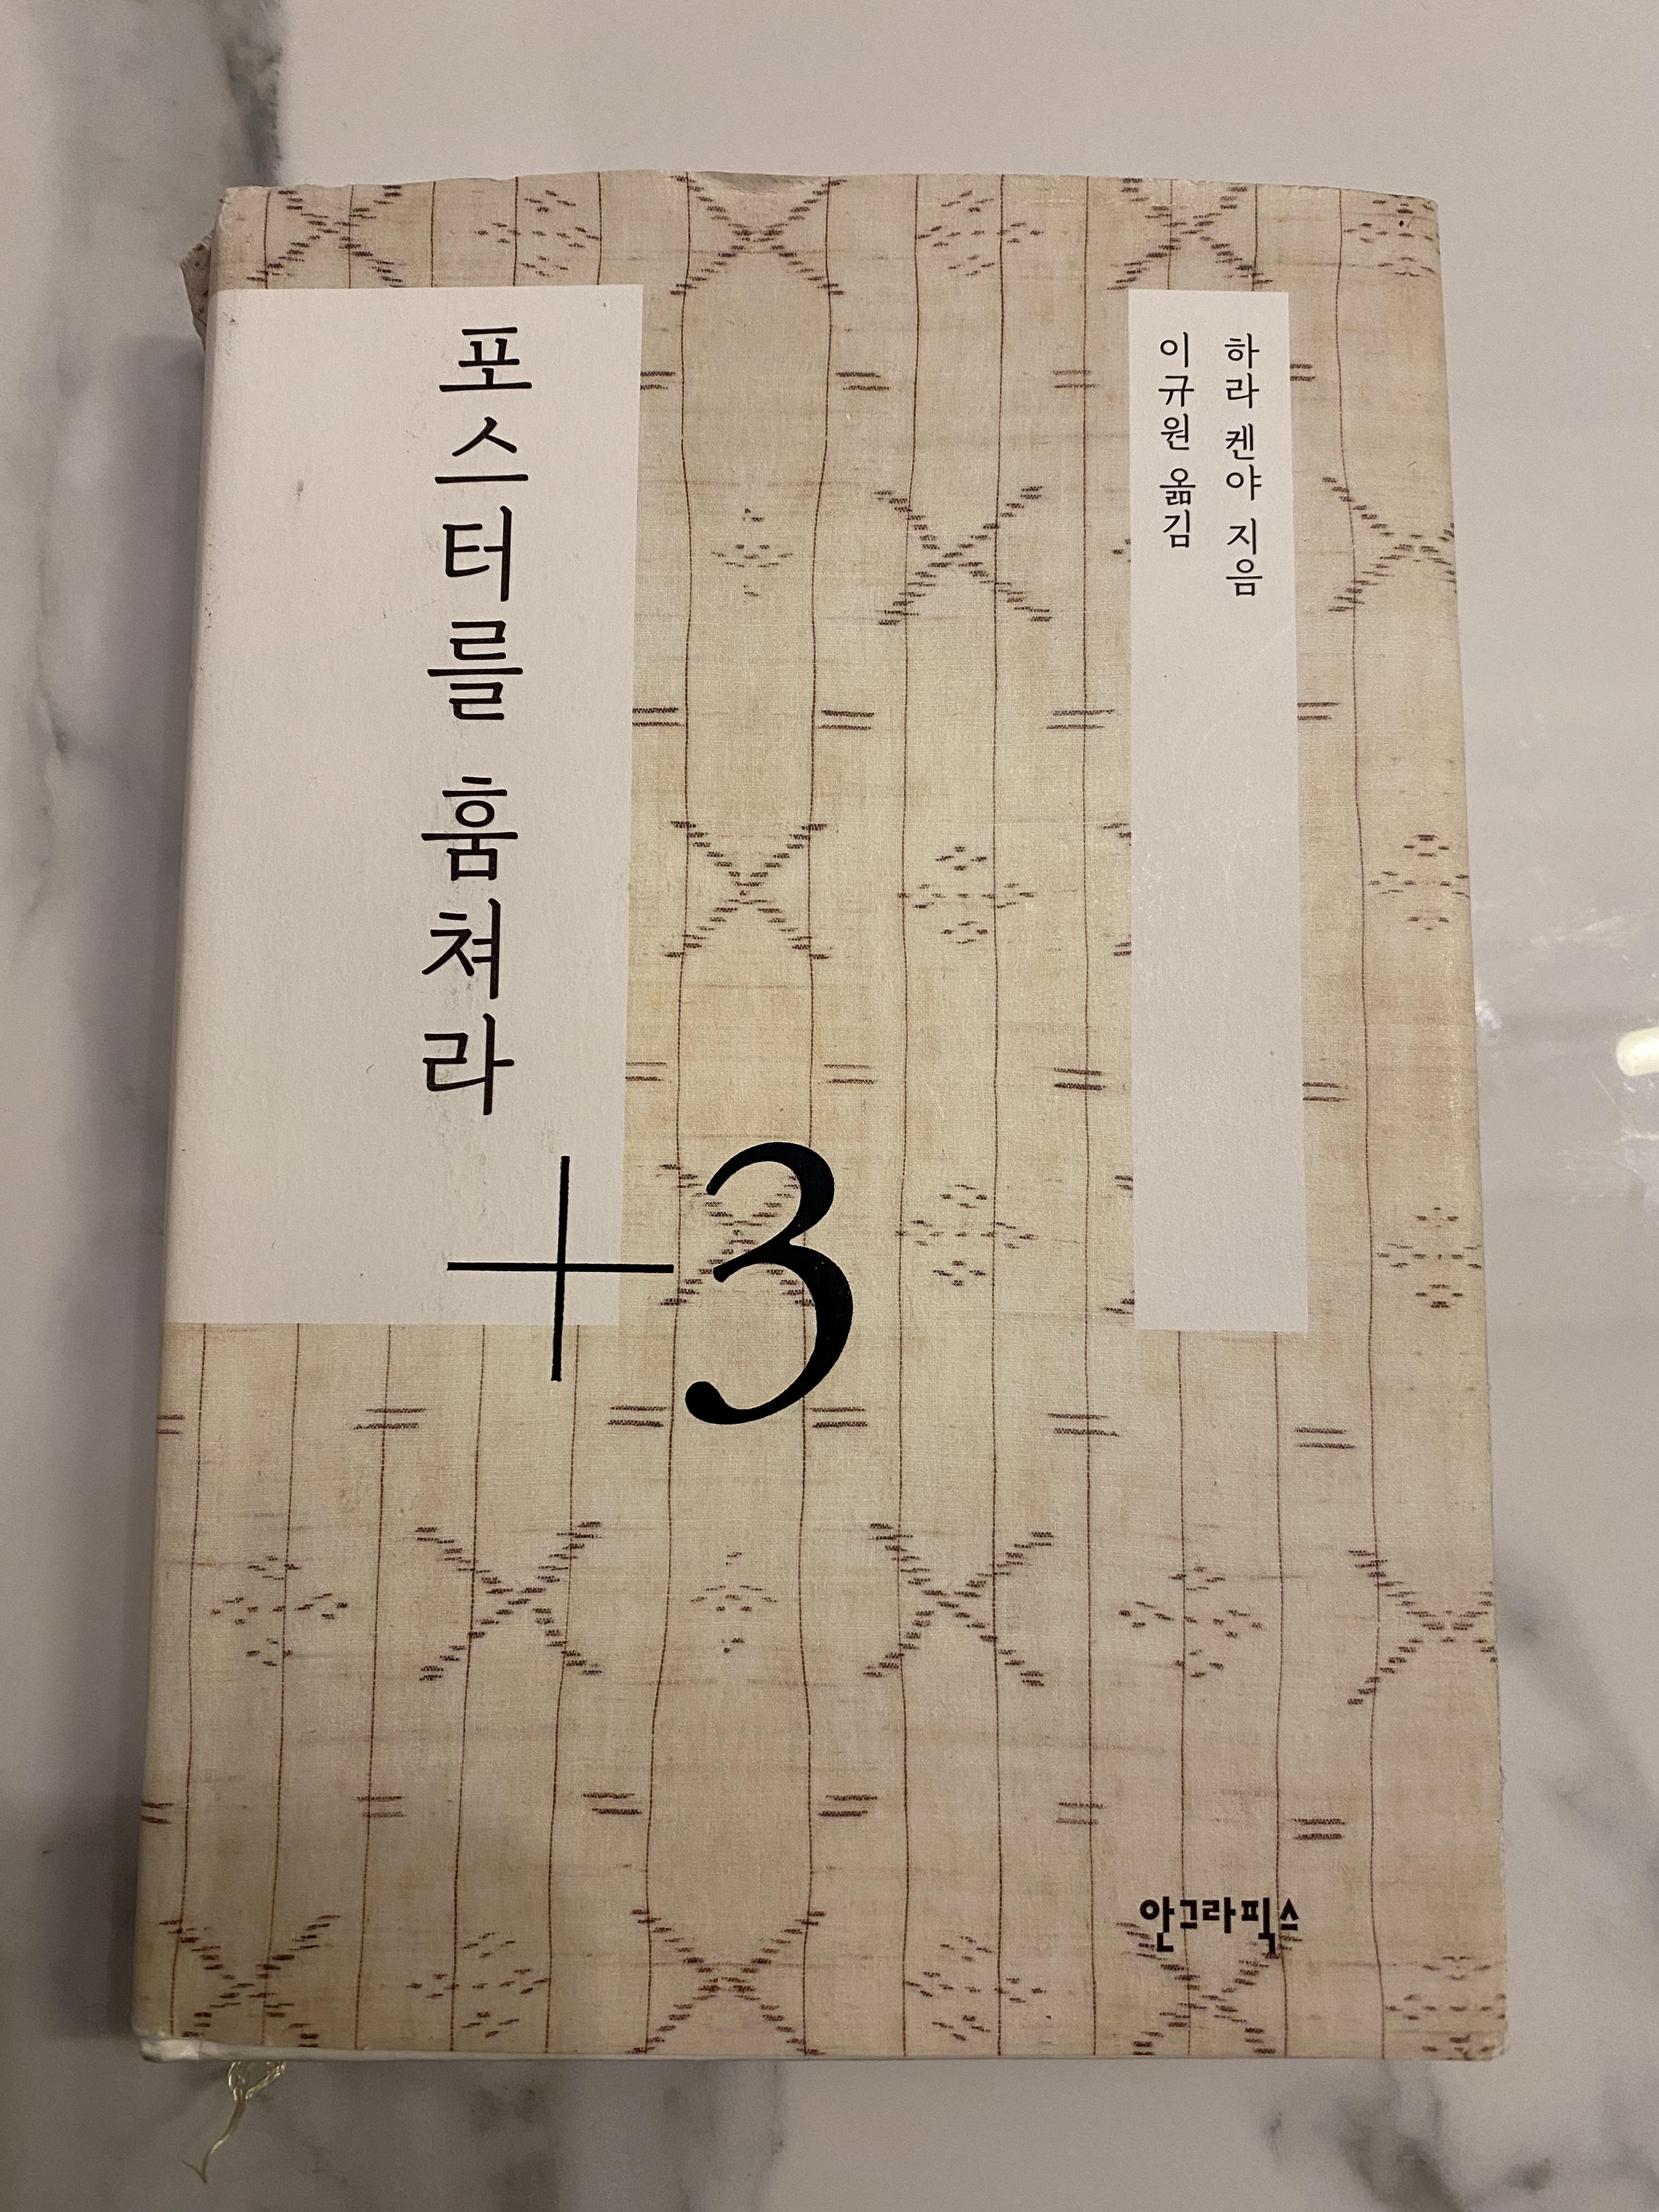 포스터를 훔쳐라
+3
하라 켄야 지음
이규원 옮김
안그라픽스